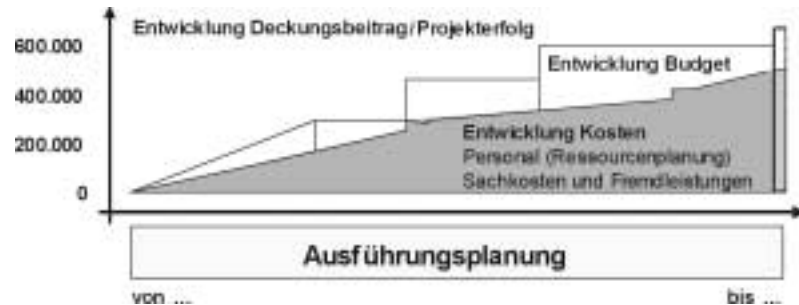 Entwicklung Deckungsbeitrag/Projekterfolg
600.000
Entwicklung Budget
400.000
200.000
Entwicklung Kosten
Personal (Ressourcenplanung)
Sachkosten und Fremdleistungen
0
Ausführungsplanung
von ...
bis ...